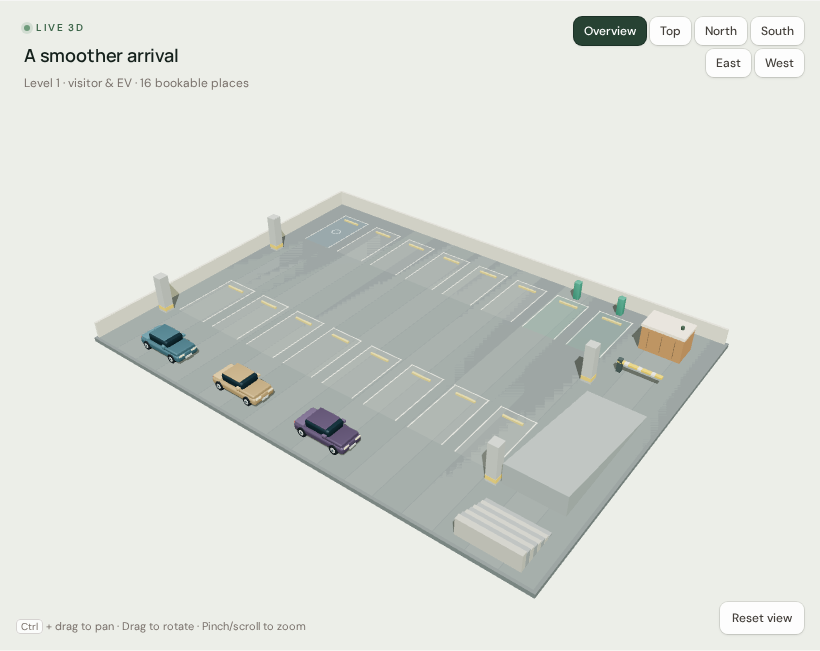 LIVE 3D
A smoother arrival
Level 1 · visitor & EV · 16 bookable places
Overview
Top
North
South
East
West
Ctrl + drag to pan · Drag to rotate · Pinch/scroll to zoom
Reset view